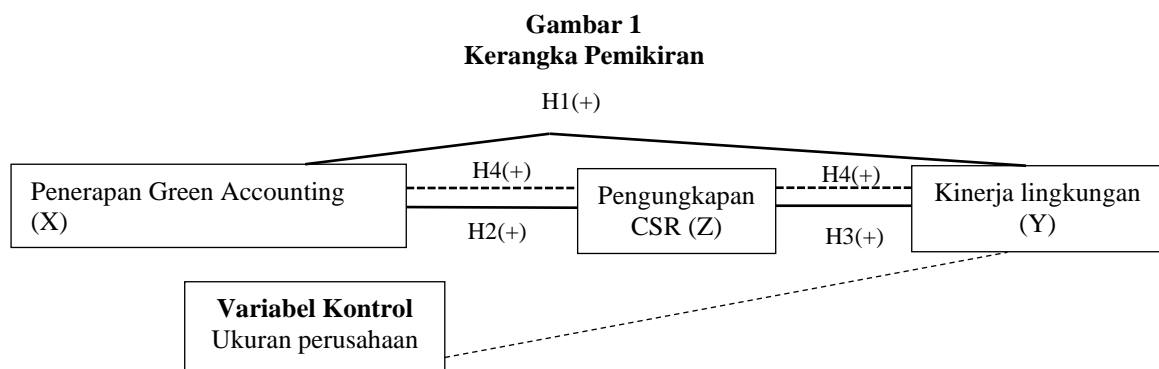 Gambar 1
Kerangka Pemikiran
H1(+)
H4(+)
H4(+)
Penerapan Green Accounting
(X)
Pengungkapan
CSR (Z)
Kinerja lingkungan
(Y)
H2(+)
H3(+)
Variabel Kontrol
Ukuran perusahaan